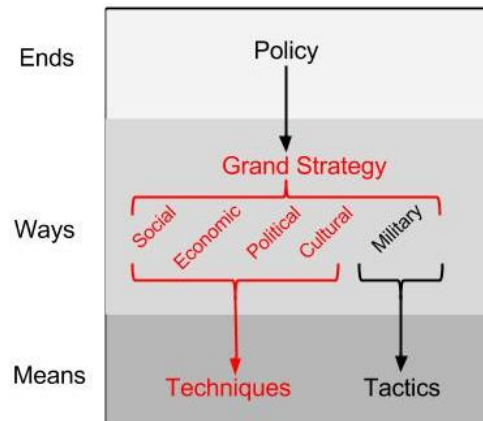 Ends
Policy
Grand Strategy
Ways
Social
Economic
Political
Cultural
Military
Means
Techniques
Tactics